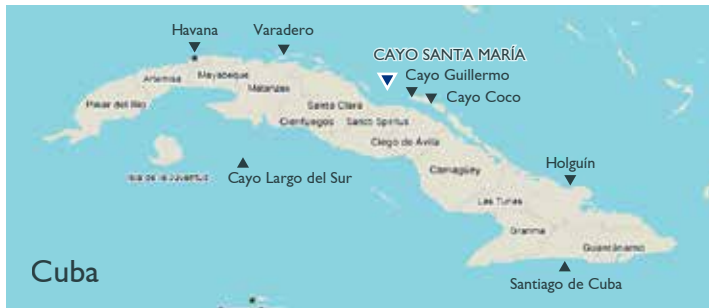 Havana
Varadero
CAYO SANTA MARÍA
Cayo Guillermo
Cayo Coco
Artemisa
Mayabeque
Matanzas
Pinar del Río
Santa Clara
Cienfuegos
Sancti Spíritus
Ciego de Ávila
Isla de la Juventud
Cayo Largo del Sur
Camagüey
Holguín
Las Tunas
Granma
Guantánamo
Cuba
Santiago de Cuba